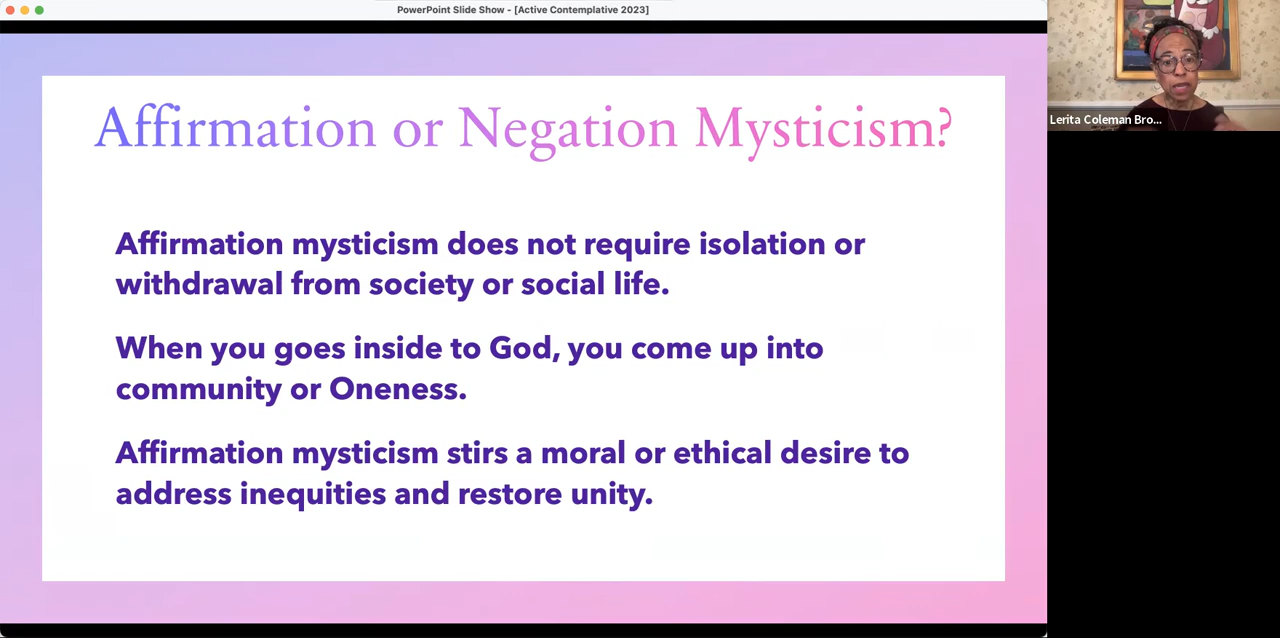 PowerPoint Slide Show - [Active Contemplative 2023]
Affirmation or Negation Mysticism?
Affirmation mysticism does not require isolation or
withdrawal from society or social life.
When you goes inside to God, you come up into
community or Oneness.
Affirmation mysticism stirs a moral or ethical desire to
address inequities and restore unity.
Lerita Coleman Bro...